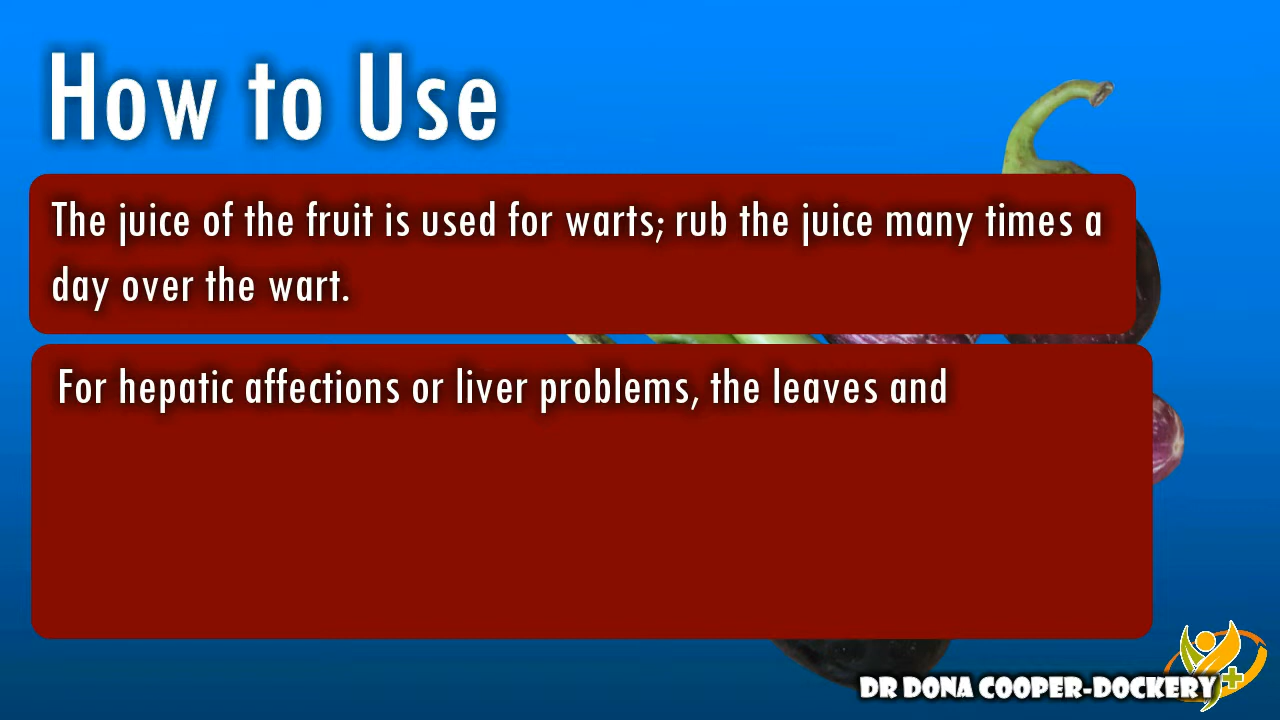 How to Use
The juice of the fruit is used for warts; rub the juice many times a
day over the wart.
For hepatic affections or liver problems, the leaves and
DR DONA COOPER-DOCKERY